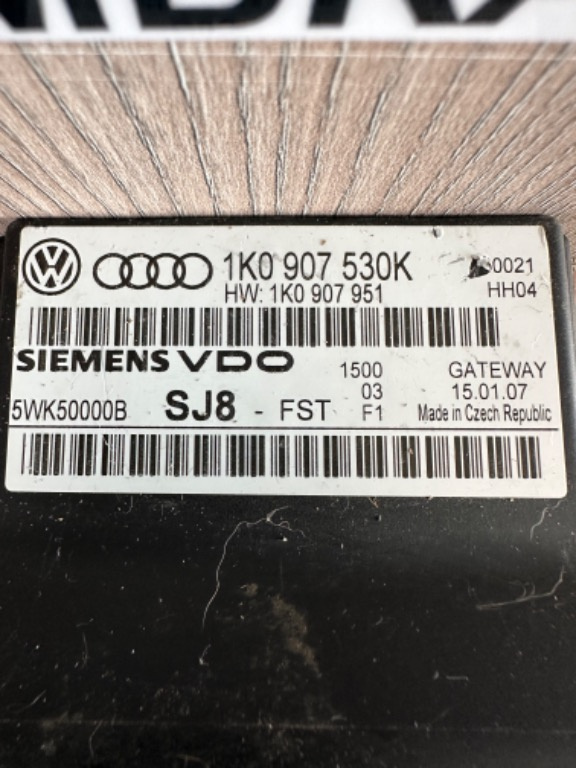 1K0 907 530K
HW: 1K0 907 951 HH04
SIEMENS VDO 1500 GATEWAY
03 15.01.07
5WK50000B SJ8 - FST F1 Made in Czech Republic